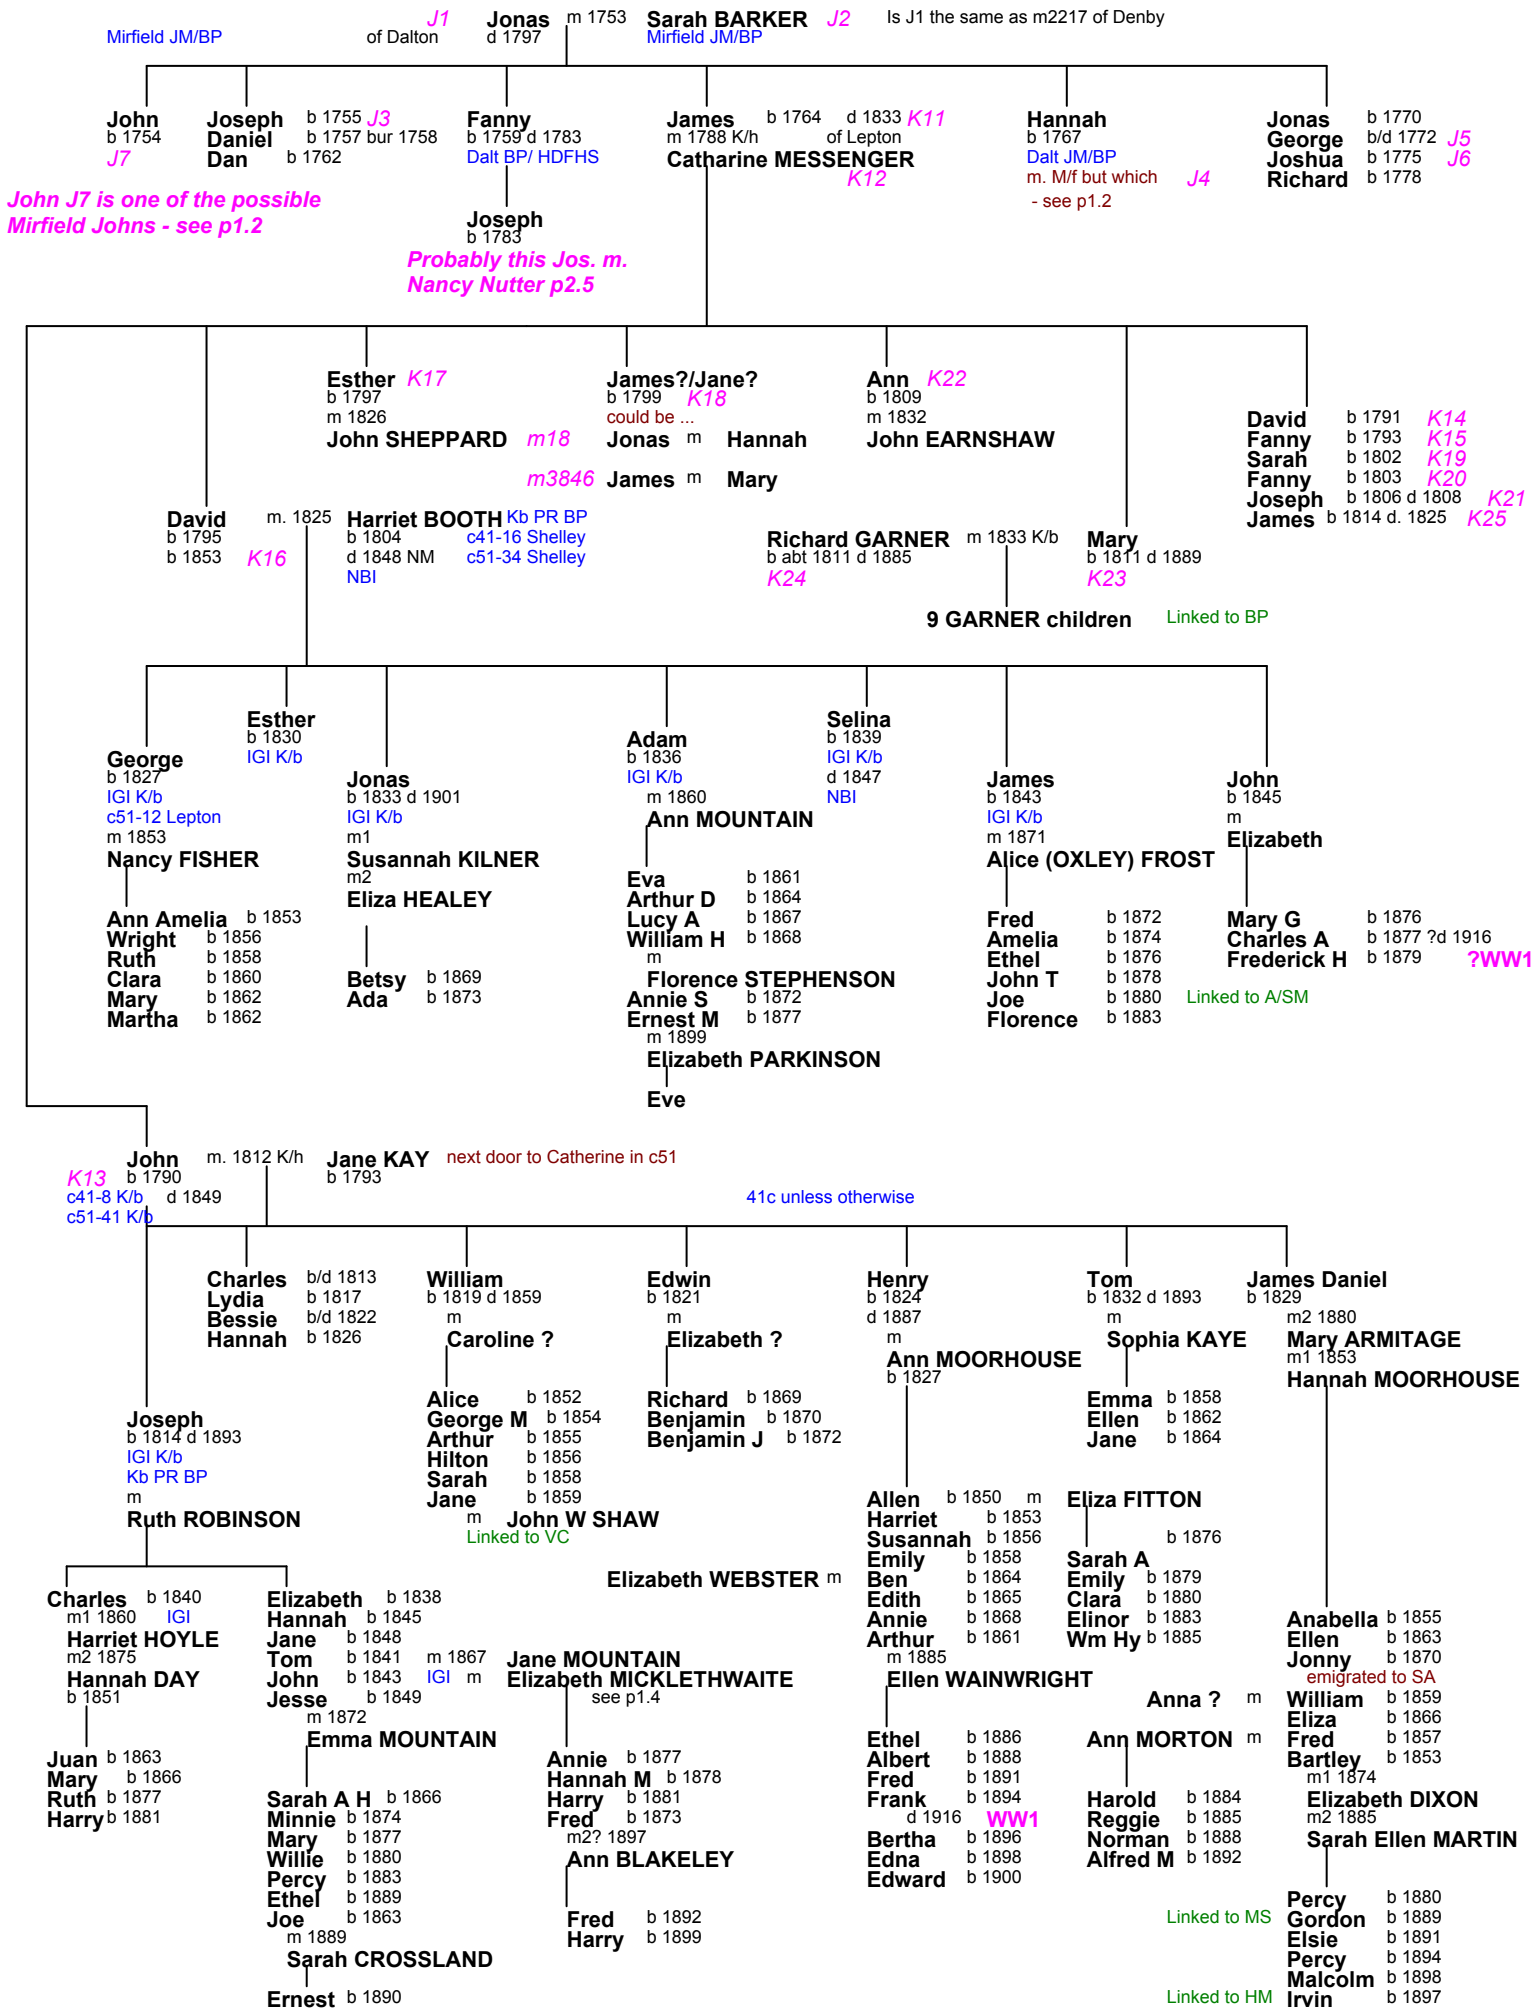 J1 Jonas m 1753 Sarah BARKER J2 Is J1 the same as m2217 of Denby
Mirfield JM/BP of Dalton d 1797 Mirfield JM/BP
John
b 1754
J7
Joseph b 1755 J3
Daniel b 1757 bur 1758
Dan b 1762
Fanny
b 1759 d 1783
Dalt BP/ HDFHS
James b 1764 d 1833 K11
m 1788 K/h of Lepton
Catharine MESSENGER
K12
Hannah
b 1767
Dalt JM/BP
m. M/f but which J4
- see p1.2
Jonas b 1770
George b/d 1772 J5
Joshua b 1775 J6
Richard b 1778
John J7 is one of the possible
Mirfield Johns - see p1.2
Joseph
b 1783
Probably this Jos. m.
Nancy Nutter p2.5
Esther K17
b 1797
m 1826
John SHEPPARD
James?/Jane?
b 1799 K18
could be ...
m18 Jonas m Hannah
m3846 James m Mary
Ann K22
b 1809
m 1832
John EARNSHAW
David b 1791 K14
Fanny b 1793 K15
Sarah b 1802 K19
Fanny b 1803 K20
Joseph b 1806 d 1808 K21
James b 1814 d. 1825 K25
David m. 1825 Harriet BOOTH Kb PR BP
b 1795 b 1804 c41-16 Shelley
b 1853 K16 d 1848 NM c51-34 Shelley
NBI
Richard GARNER m 1833 K/b Mary
b abt 1811 d 1885 b 1811 d 1889
K24 K23
9 GARNER children Linked to BP
George
b 1827
IGI K/b
c51-12 Lepton
m 1853
Nancy FISHER
Ann Amelia b 1853
Wright b 1856
Ruth b 1858
Clara b 1860
Mary b 1862
Martha b 1862
Esther
b 1830
IGI K/b
Jonas
b 1833 d 1901
IGI K/b
m1
Susannah KILNER
m2
Eliza HEALEY
Betsy b 1869
Ada b 1873
Adam
b 1836
IGI K/b
m 1860
Ann MOUNTAIN
Eva b 1861
Arthur D b 1864
Lucy A b 1867
William H b 1868
m
Florence STEPHENSON
Annie S b 1872
Ernest M b 1877
m 1899
Elizabeth PARKINSON
Eve
Selina
b 1839
IGI K/b
d 1847
NBI
James
b 1843
IGI K/b
m 1871
Alice (OXLEY) FROST
Fred b 1872
Amelia b 1874
Ethel b 1876
John T b 1878
Joe b 1880 Linked to A/SM
Florence b 1883
John
b 1845
m
Elizabeth
Mary G b 1876
Charles A b 1877 ?d 1916
Frederick H b 1879 ?WW1
John m. 1812 K/h Jane KAY next door to Catherine in c51
K13 b 1790 b 1793
c41-8 K/b d 1849 41c unless otherwise
c51-41 K/b
Charles b/d 1813
Lydia b 1817
Bessie b/d 1822
Hannah b 1826
William
b 1819 d 1859
m
Caroline ?
Alice b 1852
George M b 1854
Arthur b 1855
Hilton b 1856
Sarah b 1858
Jane b 1859
m John W SHAW
Linked to VC
Edwin
b 1821
m
Elizabeth ?
Richard b 1869
Benjamin b 1870
Benjamin J b 1872
Henry
b 1824
d 1887
m
Ann MOORHOUSE
b 1827
Allen b 1850 m Eliza FITTON
Harriet b 1853
Susannah b 1856
Emily b 1858
Elizabeth WEBSTER m Ben b 1864
Edith b 1865
Annie b 1868
Arthur b 1861
m 1885
Ellen WAINWRIGHT
Ethel b 1886
Albert b 1888
Fred b 1891
Frank b 1894
d 1916 WW1
Bertha b 1896
Edna b 1898
Edward b 1900
b 1876
Sarah A
Emily b 1879
Clara b 1880
Elinor b 1883
Wm Hy b 1885
Tom
b 1832 d 1893
m
Sophia KAYE
Emma b 1858
Ellen b 1862
Jane b 1864
James Daniel
b 1829
m2 1880
Mary ARMITAGE
m1 1853
Hannah MOORHOUSE
Anabella b 1855
Ellen b 1863
Jonny b 1870
emigrated to SA
Anna ? m William b 1859
Eliza b 1866
Ann MORTON m Fred b 1857
Bartley b 1853
m1 1874
Elizabeth DIXON
m2 1885
Sarah Ellen MARTIN
Harold b 1884
Reggie b 1885
Norman b 1888
Alfred M b 1892
Percy b 1880
Linked to MS Gordon b 1889
Elsie b 1891
Percy b 1894
Malcolm b 1898
Linked to HM Irvin b 1897
Joseph
b 1814 d 1893
IGI K/b
Kb PR BP
m
Ruth ROBINSON
Charles b 1840
m1 1860 IGI
Harriet HOYLE
m2 1875
Hannah DAY
b 1851
Juan b 1863
Mary b 1866
Ruth b 1877
Harry b 1881
Elizabeth b 1838
Hannah b 1845
Jane b 1848
Tom b 1841 m 1867 Jane MOUNTAIN
John b 1843 IGI m Elizabeth MICKLETHWAITE
Jesse b 1849 see p1.4
m 1872
Emma MOUNTAIN
Sarah A H b 1866
Minnie b 1874
Mary b 1877
Willie b 1880
Percy b 1883
Ethel b 1889
Joe b 1863
m 1889
Sarah CROSSLAND
Ernest b 1890
Annie b 1877
Hannah M b 1878
Harry b 1881
Fred b 1873
m2? 1897
Ann BLAKELEY
Fred b 1892
Harry b 1899